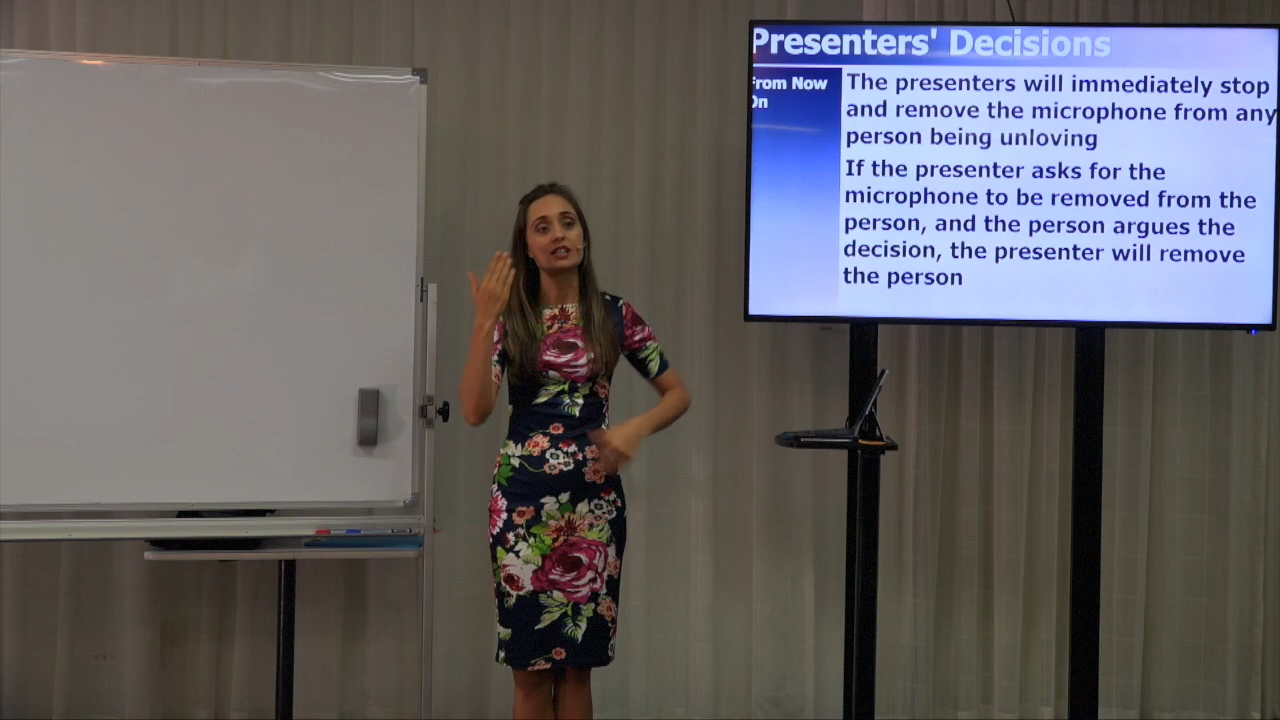 Presenters' Decisions
From Now
On
The presenters will immediately stop
and remove the microphone from any
person being unloving
If the presenter asks for the
microphone to be removed from the
person, and the person argues the
decision, the presenter will remove
the person